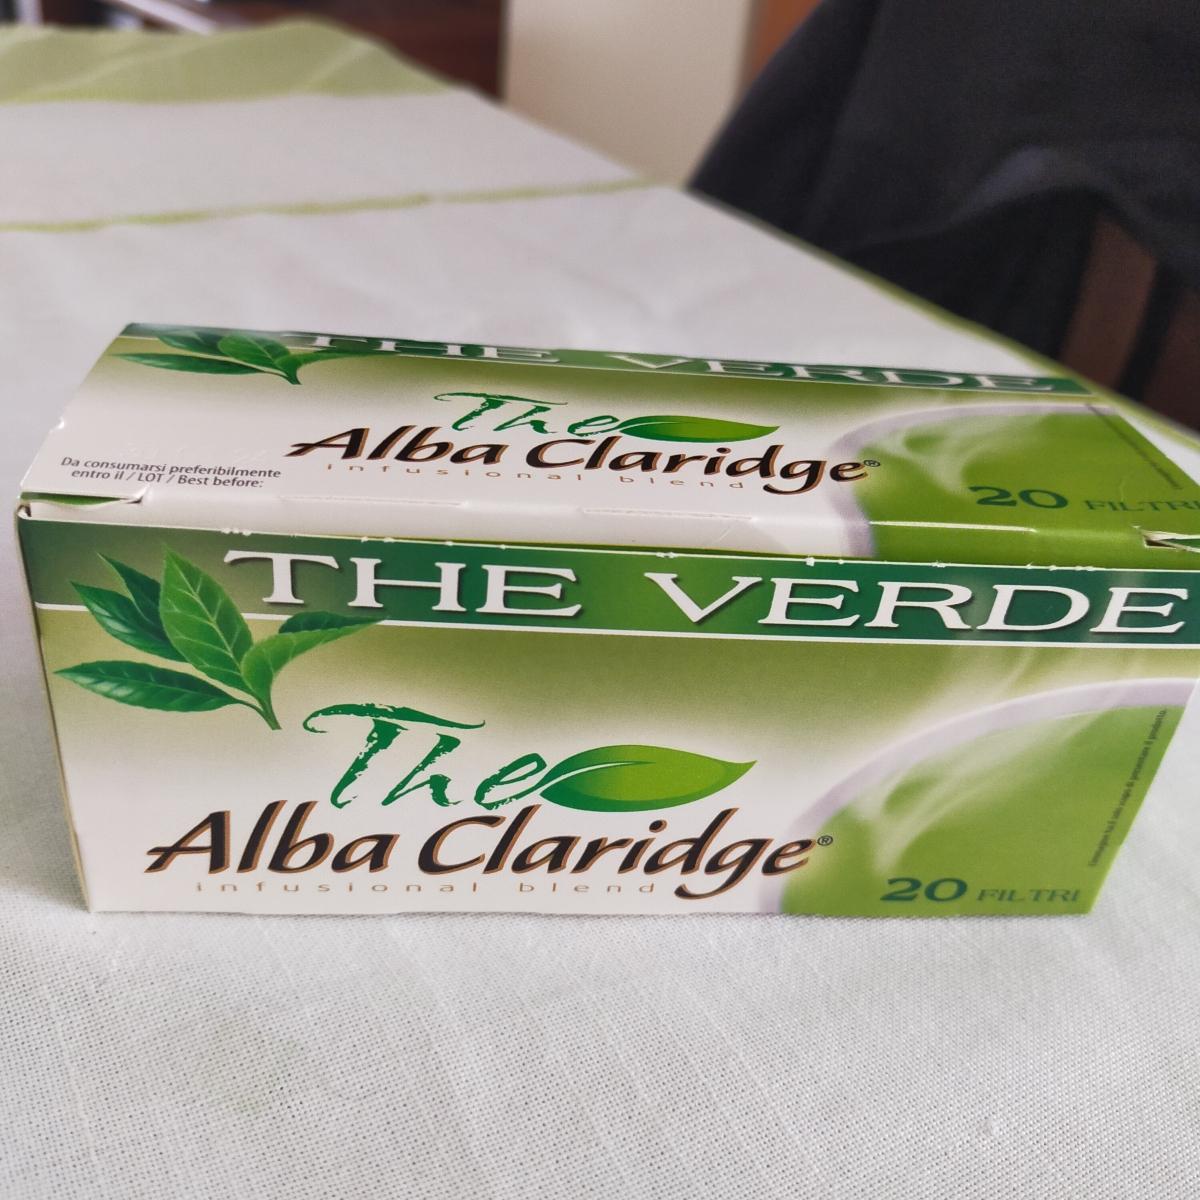 THE VERDE
The
Alba Claridge®
infusional blend
Da consumarsi preferibilmente
entro il / LOT / Best before:
20 FILTRI
THE VERDE
The
Alba Claridge®
infusional blend
20 FILTRI